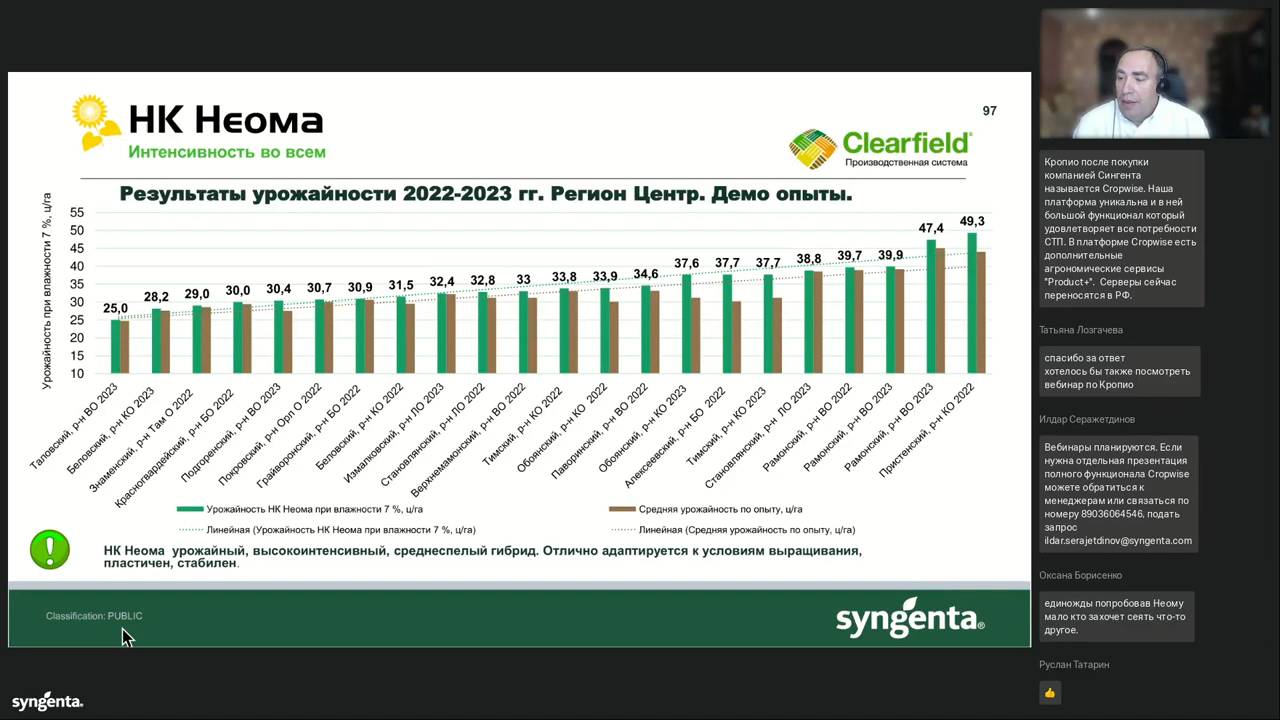 НК Неома
Интенсивность во всем
97
Clearfield®
Производственная система
Результаты урожайности 2022-2023 гг. Регион Центр. Демо опыты.
Урожайность при влажности 7 %, ц/га
55
50
45
40
35
30
25
20
15
10
25,0
28,2
29,0
30,0
30,4
30,7
30,9
31,5
32,4
32,8
33
33,8
33,9
34,6
37,6
37,7
37,7
38,8
39,7
39,9
47,4
49,3
Таловский, р-н ВО 2023
Беловский, р-н КО 2023
Знаменский, р-н Там О 2022
Красногвардейский, р-н БО 2022
Подгоренский, р-н ВО 2023
Покровский, р-н Орл О 2022
Грайворонский, р-н БО 2022
Беловский, р-н КО 2022
Измалковский, р-н ЛО 2023
Становлянский, р-н ЛО 2022
Верхнемамонский, р-н ВО 2022
Тимский, р-н КО 2022
Обоянский, р-н КО 2022
Паворинский, р-н ВО 2022
Обоянский, р-н КО 2023
Алексеевский, р-н БО 2022
Тимский, р-н КО 2023
Становлянский, р-н ЛО 2023
Рамонский, р-н ВО 2022
Рамонский, р-н ВО 2023
Рамонский, р-н ВО 2023
Пристенский, р-н КО 2022
Урожайность НК Неома при влажности 7 %, ц/га
Средняя урожайность по опыту, ц/га
Линейная (Урожайность НК Неома при влажности 7 %, ц/га)
Линейная (Средняя урожайность по опыту, ц/га)
НК Неома урожайный, высокоинтенсивный, среднеспелый гибрид. Отлично адаптируется к условиям выращивания,
пластичен, стабилен.
Classification: PUBLIC
syngenta®
syngenta.
Кропио после покупки
компанией Сингента
называется Cropwise. Наша
платформа уникальна и в ней
большой функционал который
удовлетворяет все потребности
СТП. В платформе Cropwise есть
дополнительные
агрономические сервисы
"Product+". Серверы сейчас
переносятся в РФ.
Татьяна Лозгачева
спасибо за ответ
хотелось бы также посмотреть
вебинар по Кропио
Илдар Серажетдинов
Вебинары планируются. Если
нужна отдельная презентация
полного функционала Cropwise
можете обратиться к
менеджерам или связаться по
номеру 89036064546, подать
запрос
ildar.serajetdinov@syngenta.com
Оксана Борисенко
единожды попробовав Неому
мало кто захочет сеять что-то
другое.
Руслан Татарин